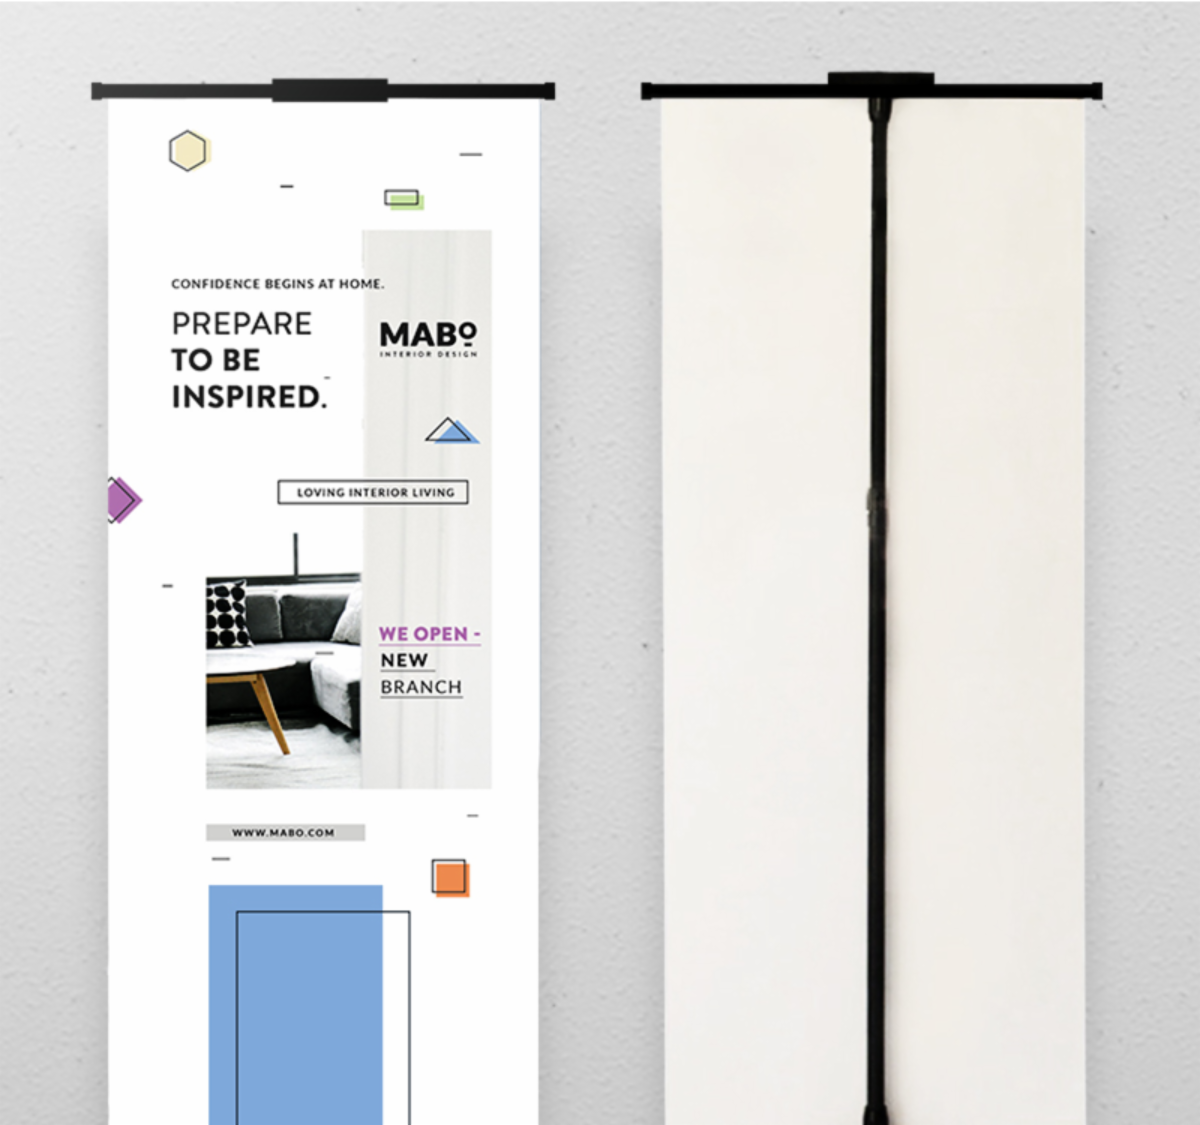 CONFIDENCE BEGINS AT HOME.
PREPARE
TO BE
INSPIRED.
MABO
INTERIOR DESIGN
LOVING INTERIOR LIVING
WE OPEN -
NEW
BRANCH
WWW.MABO.COM